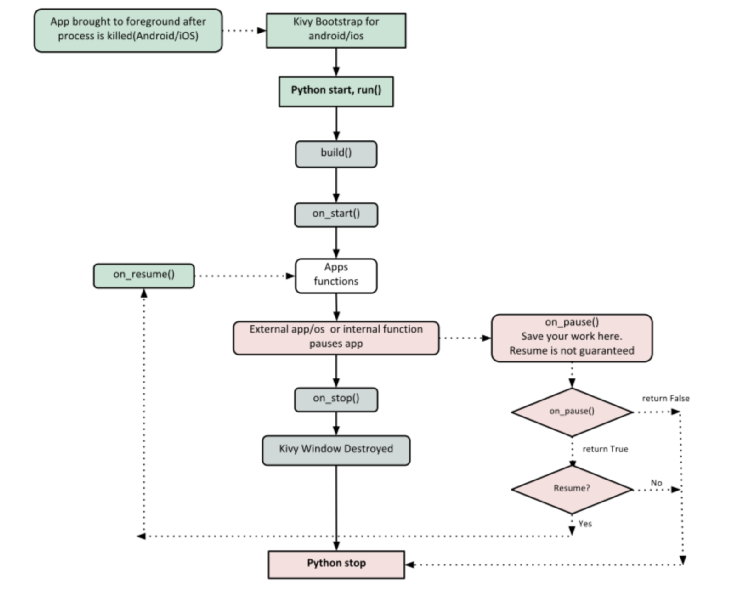 App brought to foreground after
process is killed(Android/iOS)
Kivy Bootstrap for
android/ios
Python start, run()
build()
on_start()
on_resume()
Apps
functions
External app/os or internal function
pauses app
on_pause()
Save your work here.
Resume is not guaranteed
on_stop()
on_pause()
return False
Kivy Window Destroyed
return True
Resume?
No
Yes
Python stop